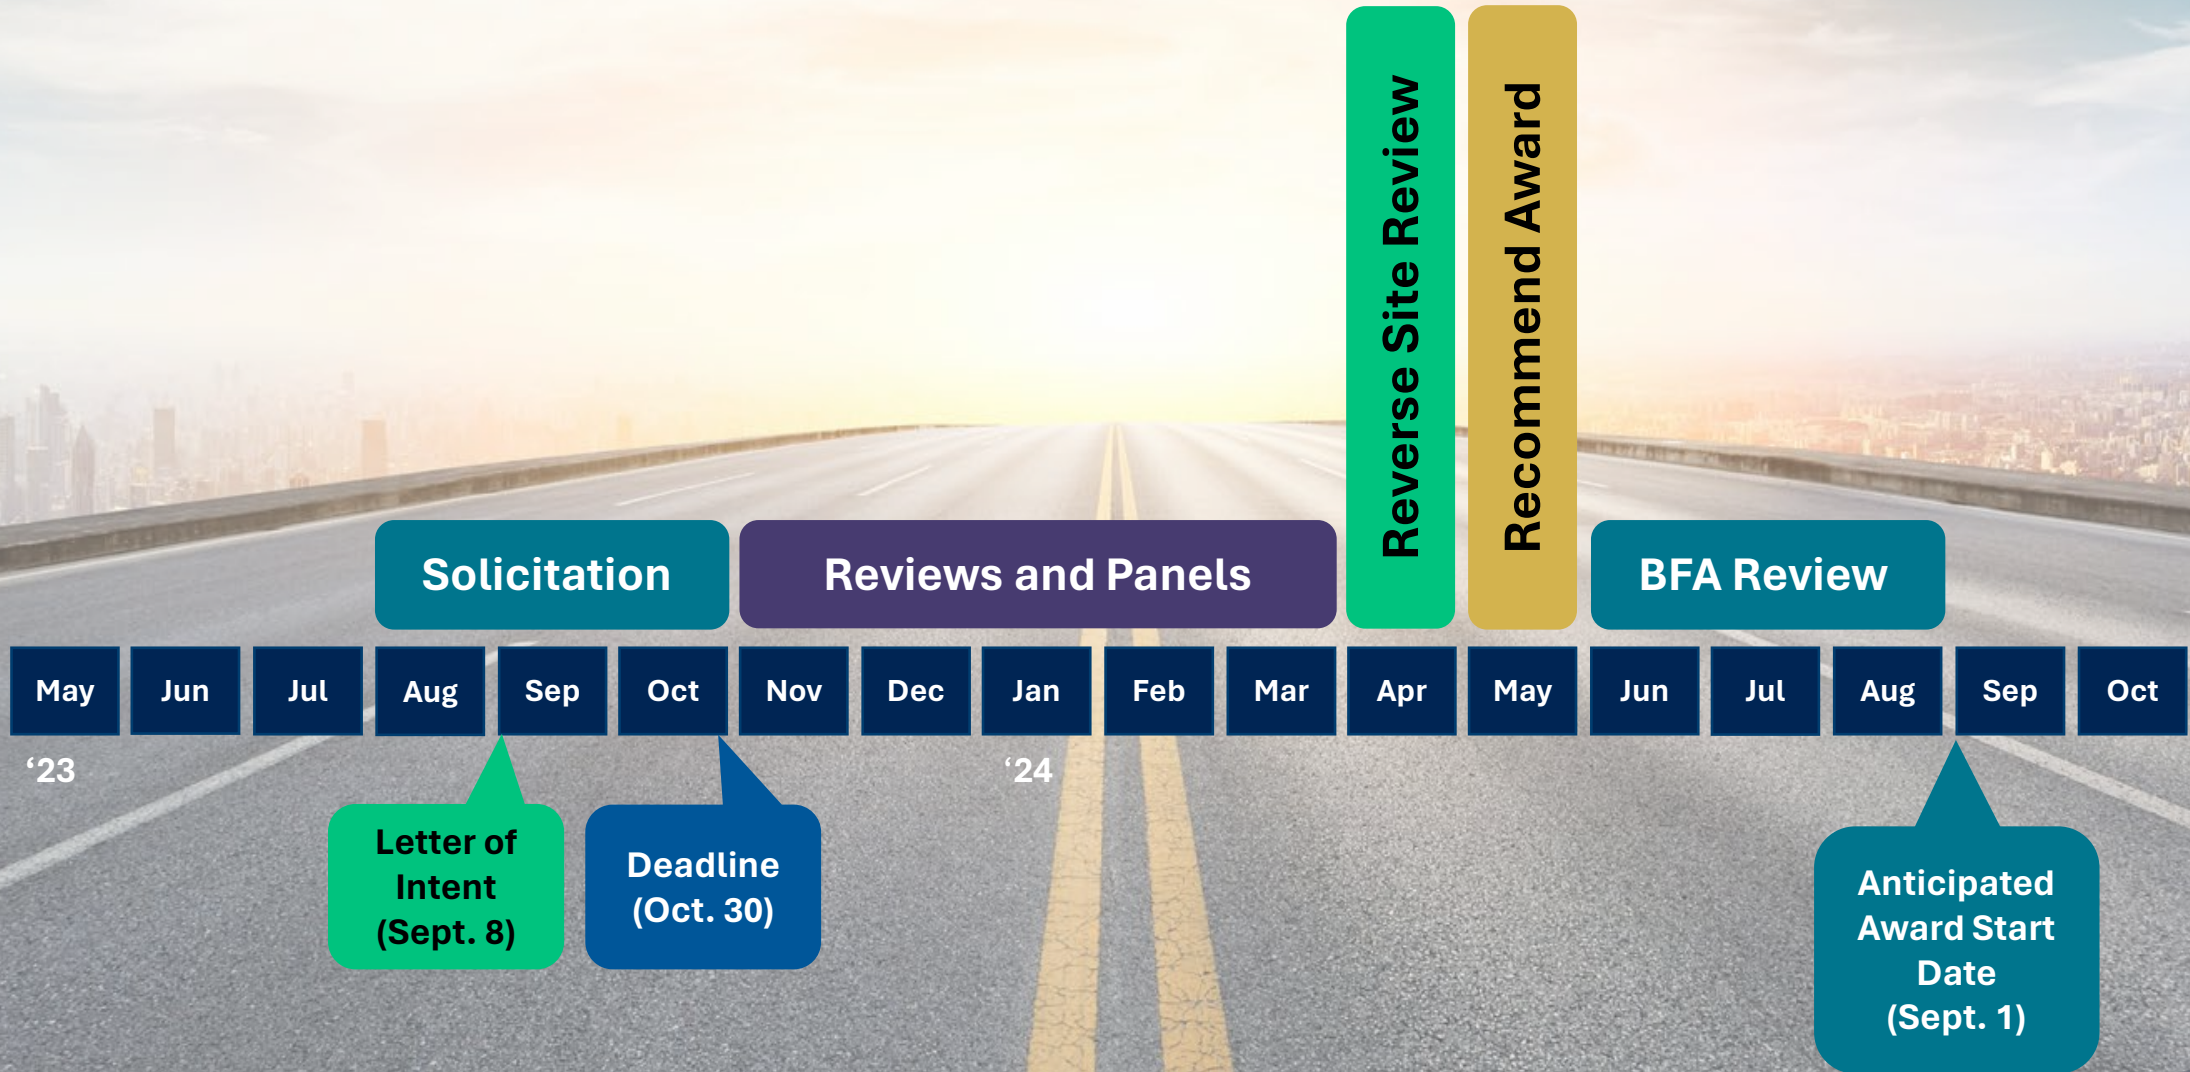 Reverse Site Review
Recommend Award
Solicitation
Reviews and Panels
BFA Review
May
Jun
Jul
Aug
Sep
Oct
Nov
Dec
Jan
Feb
Mar
Apr
May
Jun
Jul
Aug
Sep
Oct
‘23
‘24
Letter of
Intent
(Sept. 8)
Deadline
(Oct. 30)
Anticipated
Award Start
Date
(Sept. 1)